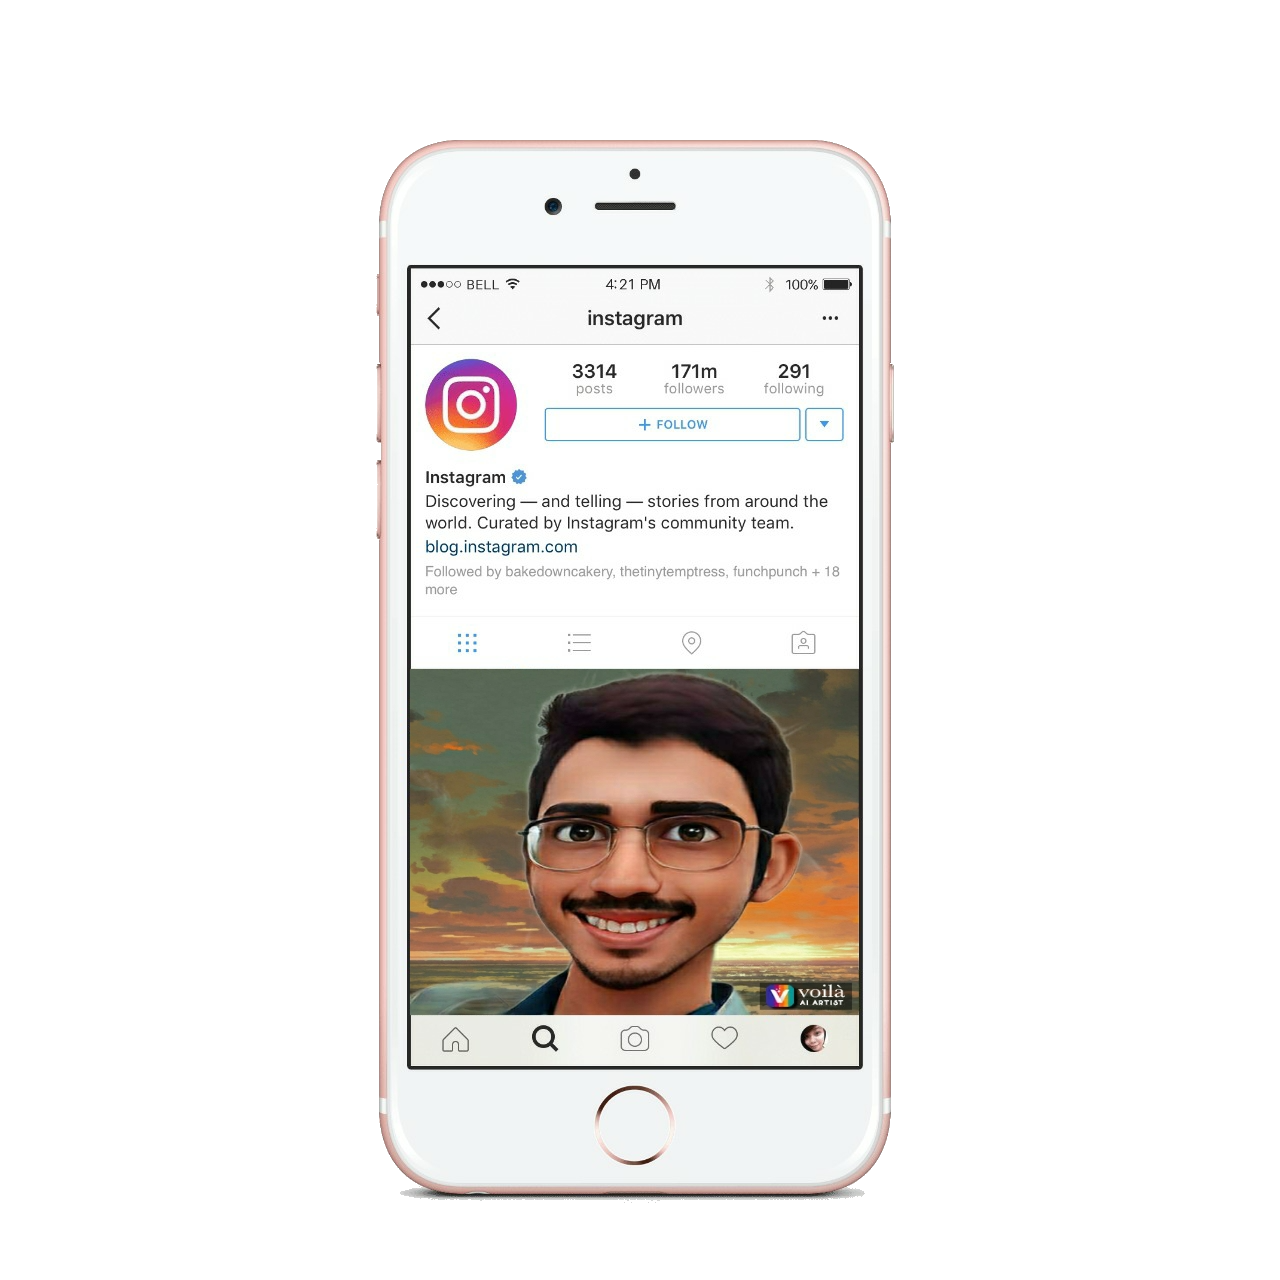 BELL 4:21 PM 100%
instagram
3314 171m 291
posts followers following
+ FOLLOW
Instagram
Discovering — and telling — stories from around the
world. Curated by Instagram's community team.
blog.instagram.com
Followed by bakedowncakery, thetinytemptress, funchpunch + 18
more
voilà
AI ARTIST